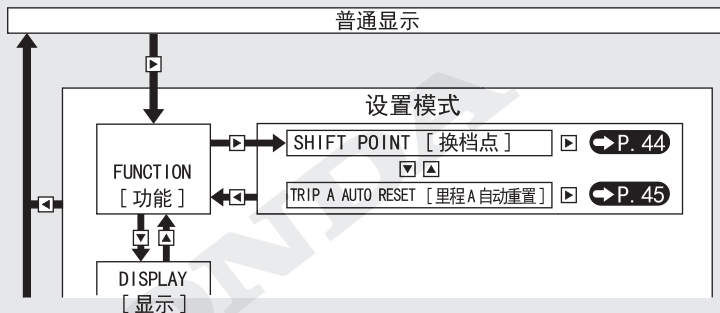 普通显示
设置模式
FUNCTION
[功能]
SHIFT POINT [换档点]
P. 44
TRIP A AUTO RESET [里程A自动重置]
P. 45
DISPLAY
[显示]
HONDA